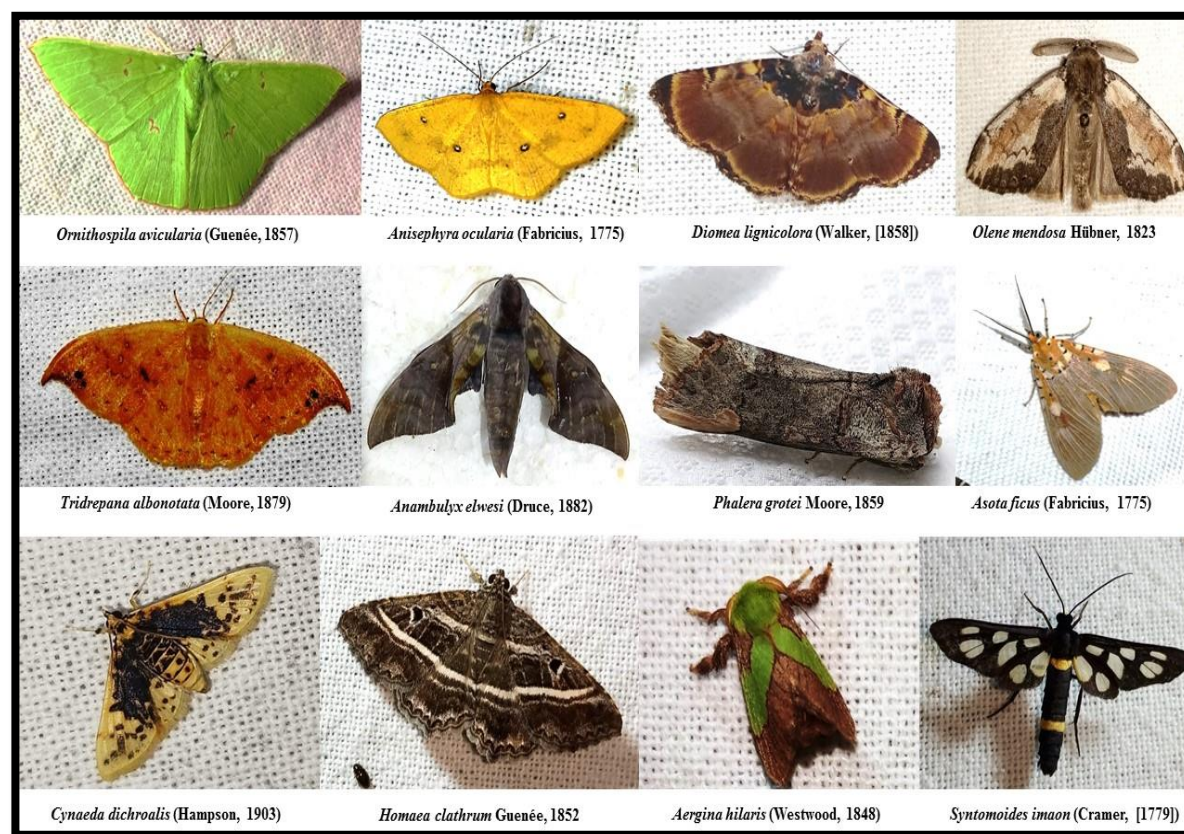 Ornithospila avicularia (Guenée, 1857)
Anisephyra ocularia (Fabricius, 1775)
Diomea lignicolora (Walker, [1858])
Olene mendosa Hübner, 1823
Tridrepana albonotata (Moore, 1879)
Anambulyx elwesi (Druce, 1882)
Phalera grotei Moore, 1859
Asota ficus (Fabricius, 1775)
Cynaeda dichroalis (Hampson, 1903)
Homaea clathrum Guenée, 1852
Aergina hilaris (Westwood, 1848)
Syntomoides imaon (Cramer, [1779])